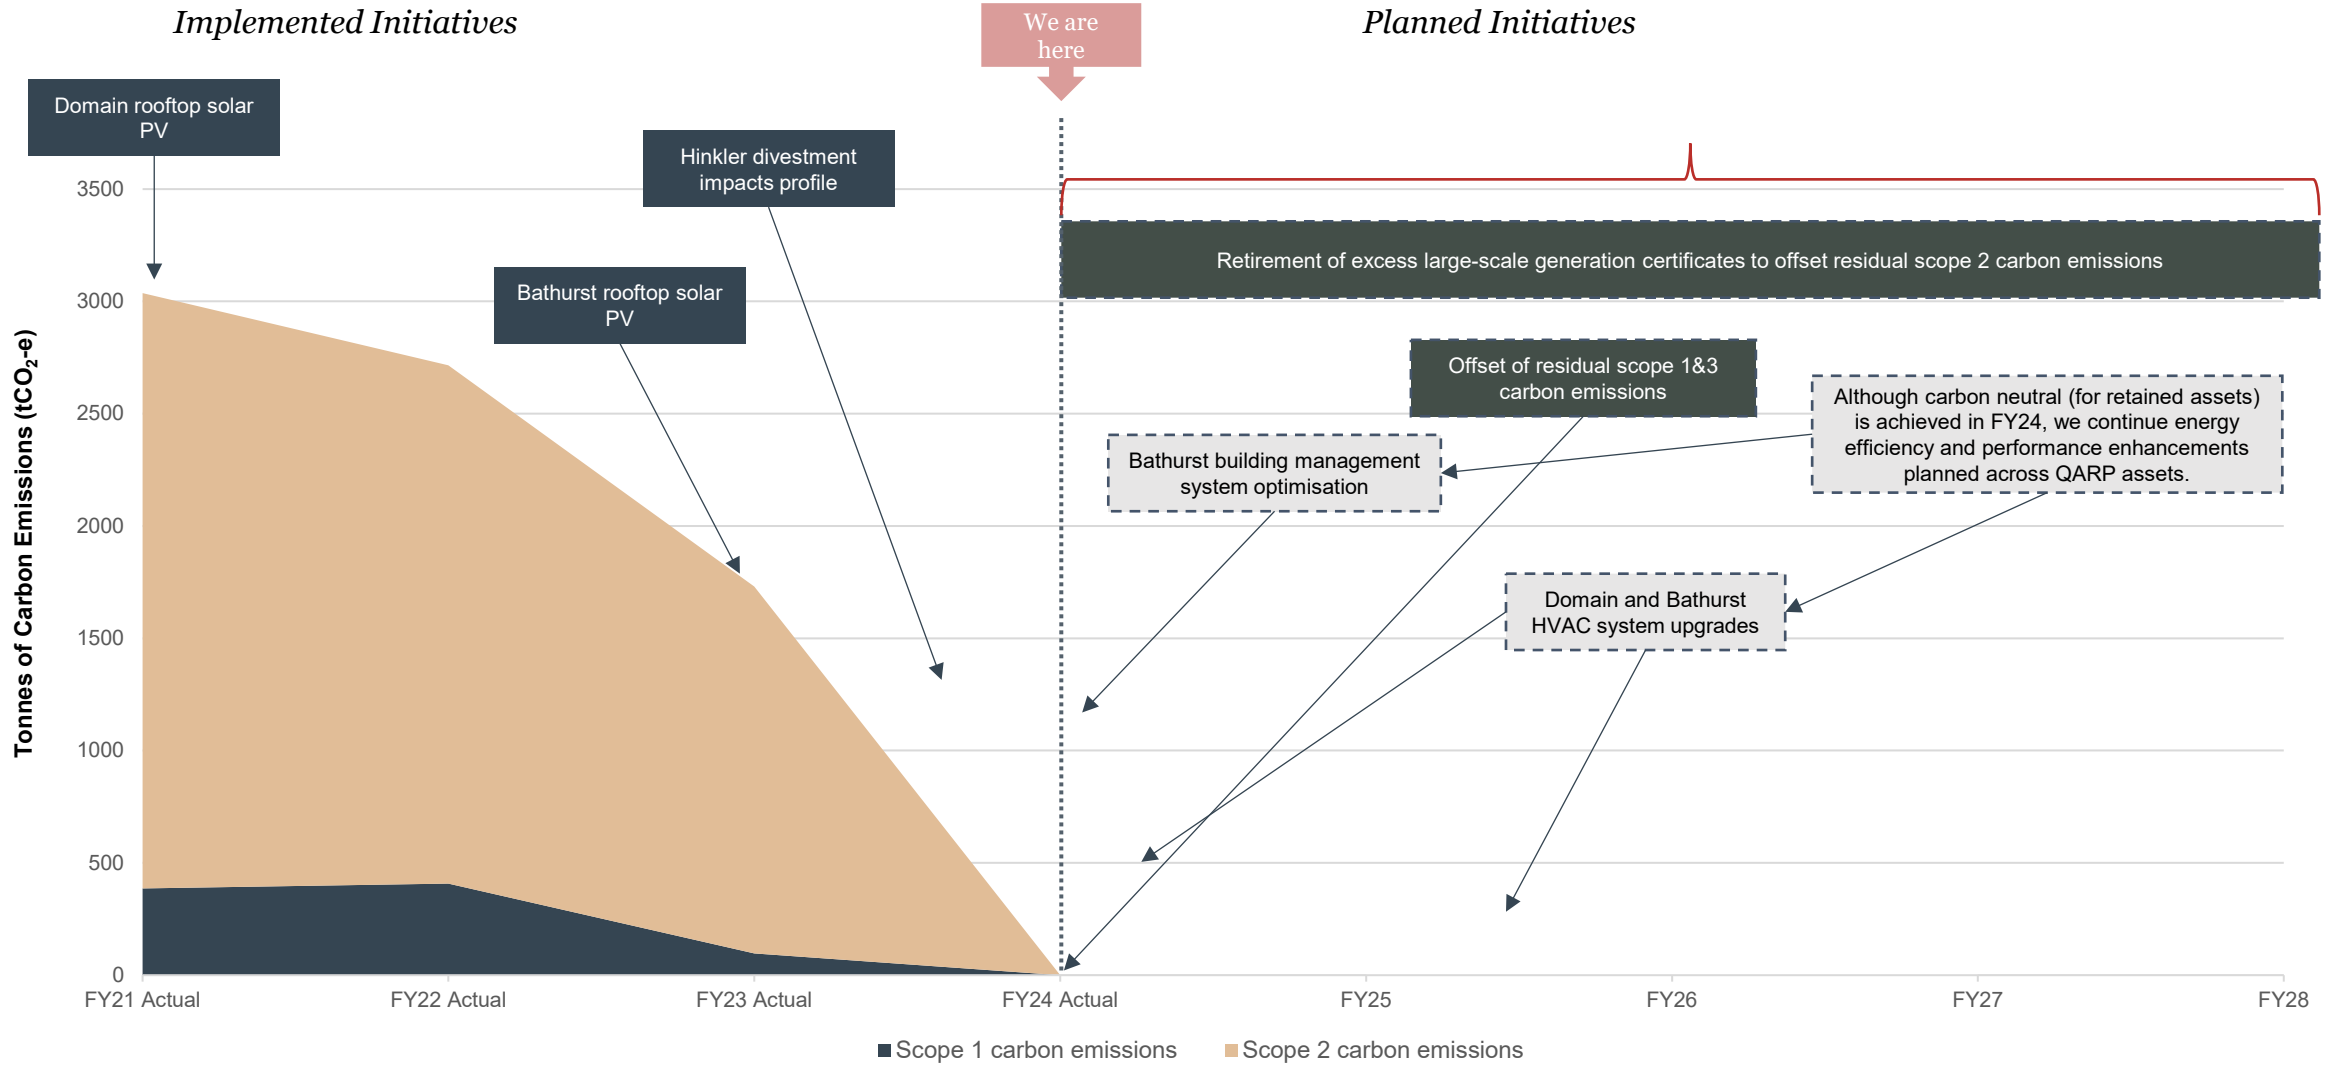 Implemented Initiatives
We are
here
Planned Initiatives
Domain rooftop solar
PV
Hinkler divestment
impacts profile
Bathurst rooftop solar
PV
Retirement of excess large-scale generation certificates to offset residual scope 2 carbon emissions
Offset of residual scope 1&3
carbon emissions
Although carbon neutral (for retained assets)
is achieved in FY24, we continue energy
efficiency and performance enhancements
planned across QARP assets.
Bathurst building management
system optimisation
Domain and Bathurst
HVAC system upgrades
Tonnes of Carbon Emissions (tCO₂-e)
3500
3000
2500
2000
1500
1000
500
0
FY21 Actual
FY22 Actual
FY23 Actual
FY24 Actual
FY25
FY26
FY27
FY28
Scope 1 carbon emissions
Scope 2 carbon emissions